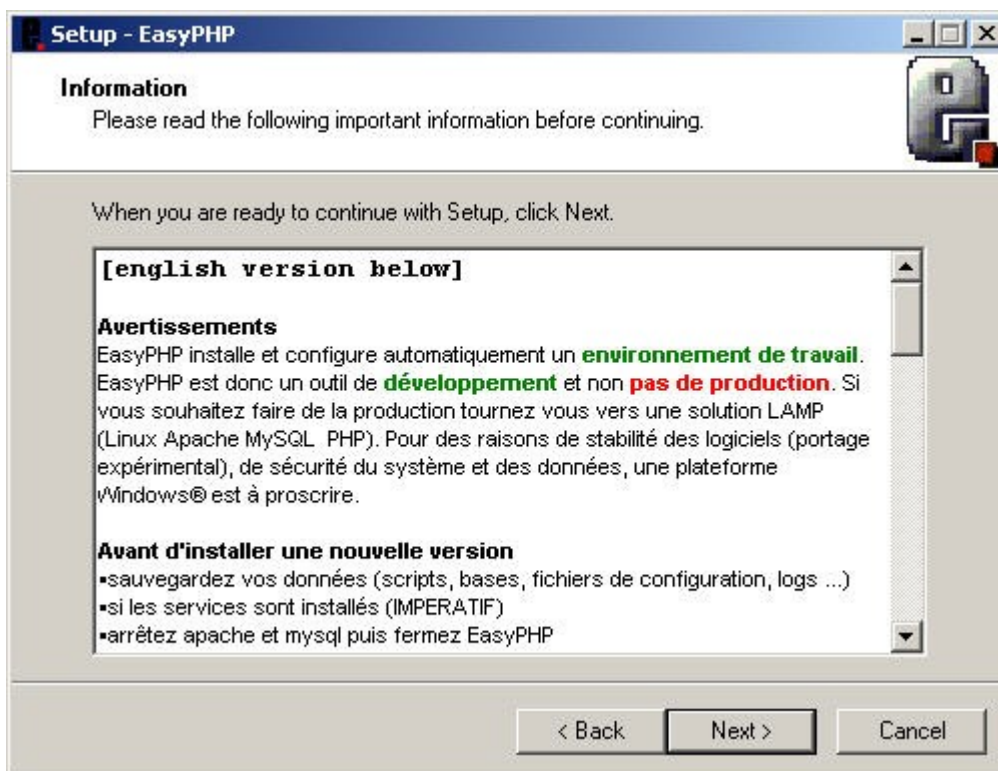 Setup - EasyPHP
Information
Please read the following important information before continuing.
When you are ready to continue with Setup, click Next.
[english version below]
Avertissements
EasyPHP installe et configure automatiquement un environnement de travail.
EasyPHP est donc un outil de développement et non pas de production. Si
vous souhaitez faire de la production tournez vous vers une solution LAMP
(Linux Apache MySQL PHP). Pour des raisons de stabilité des logiciels (portage
expérimental), de sécurité du système et des données, une plateforme
Windows® est à proscrire.
Avant d'installer une nouvelle version
▪sauvegardez vos données (scripts, bases, fichiers de configuration, logs ...)
▪si les services sont installés (IMPERATIF)
▪arrêtez apache et mysql puis fermez EasyPHP
< Back Next > Cancel